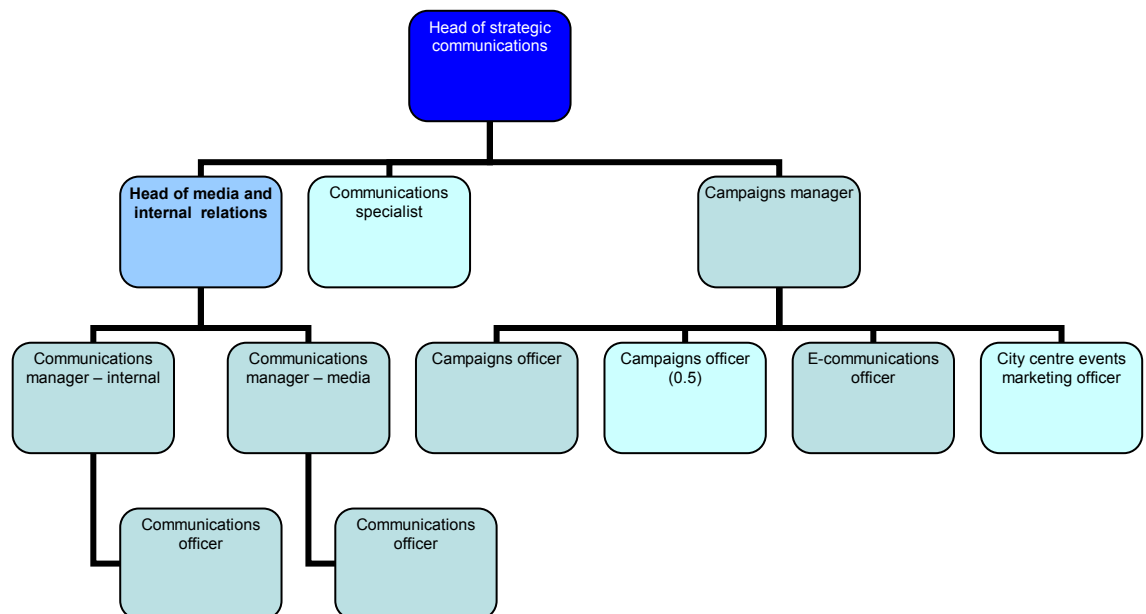 Head of strategic
communications
Head of media and
internal relations
Communications
specialist
Campaigns manager
Communications
manager – internal
Communications
manager – media
Campaigns officer
Campaigns officer
(0.5)
E-communications
officer
City centre events
marketing officer
Communications
officer
Communications
officer